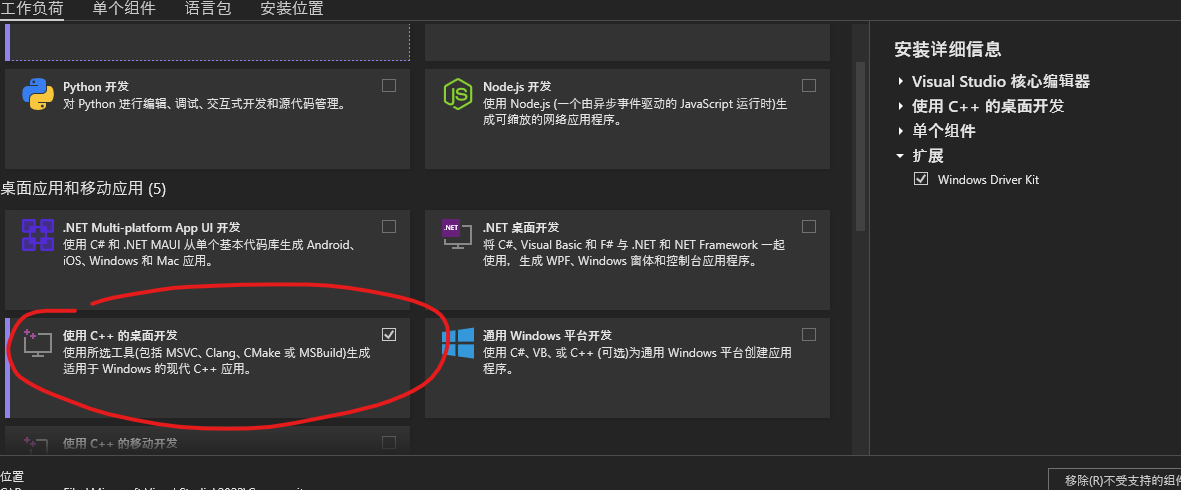 工作负荷 单个组件 语言包 安装位置
Python 开发
对 Python 进行编辑、调试、交互式开发和源代码管理。
Node.js 开发
使用 Node.js (一个由异步事件驱动的 JavaScript 运行时)生
成可缩放的网络应用程序。
桌面应用和移动应用 (5)
.NET Multi-platform App UI 开发
使用 C# 和 .NET MAUI 从单个基本代码库生成 Android、
iOS、Windows 和 Mac 应用。
.NET
.NET 桌面开发
将 C#、Visual Basic 和 F# 与 .NET 和 NET Framework 一起
使用，生成 WPF、Windows 窗体和控制台应用程序。
使用 C++ 的桌面开发
使用所选工具(包括 MSVC、Clang、CMake 或 MSBuild)生成
适用于 Windows 的现代 C++ 应用。
通用 Windows 平台开发
使用 C#、VB、或 C++ (可选)为通用 Windows 平台创建应用
程序。
使用 C++ 的移动开发
位置
安装详细信息
Visual Studio 核心编辑器
使用 C++ 的桌面开发
单个组件
扩展
Windows Driver Kit
移除(R)不受支持的组件